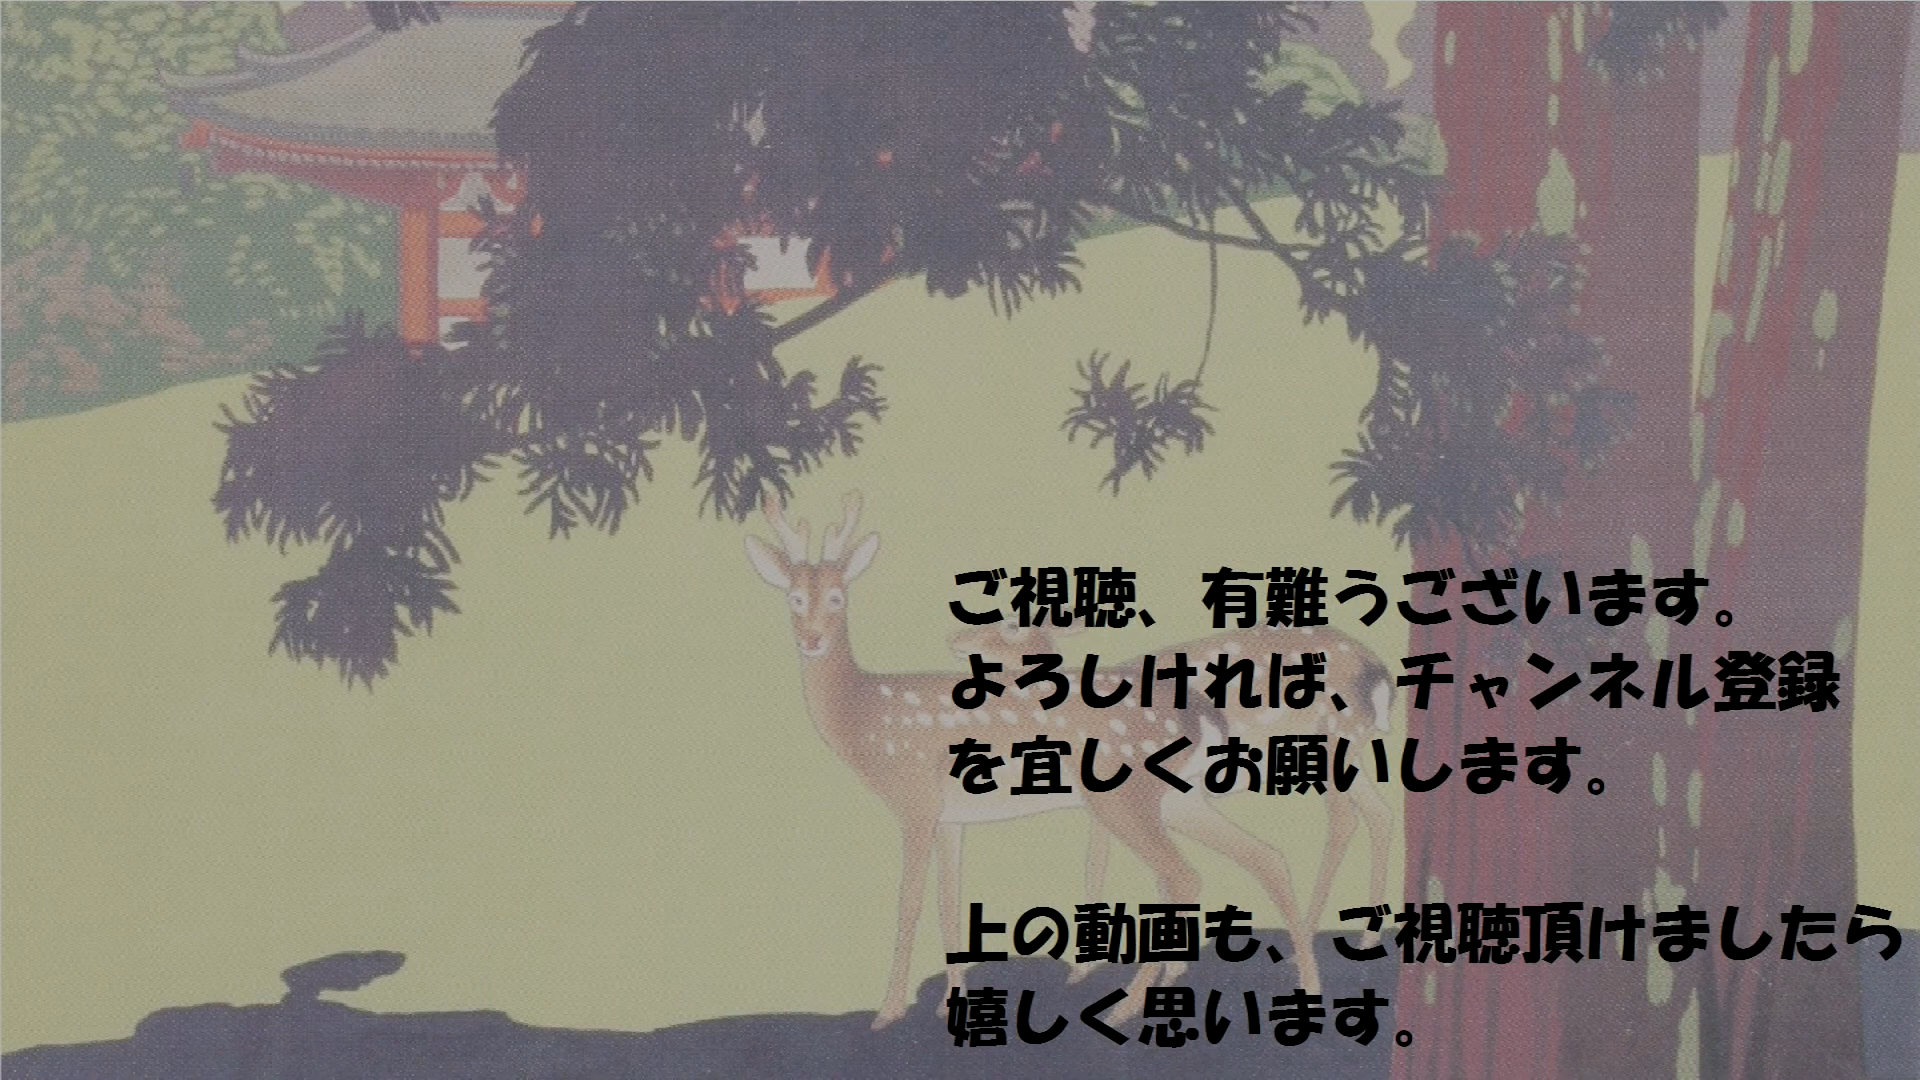 ご視聴、有難うございます。
よろしければ、チャンネル登録
を宜しくお願いします。
上の動画も、ご視聴頂けましたら
嬉しく思います。